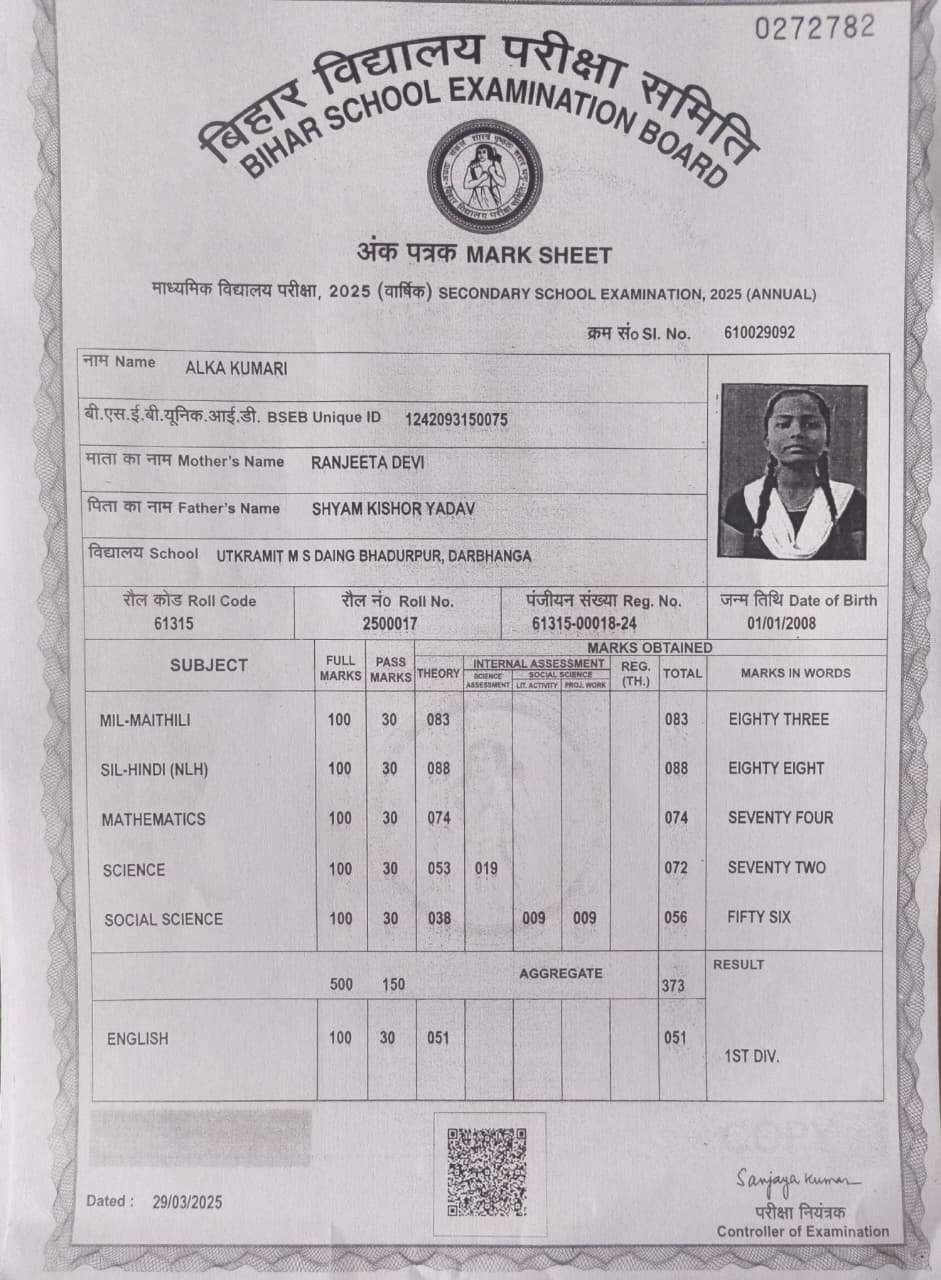 0272782
बिहार विद्यालय परीक्षा समिति
BIHAR SCHOOL EXAMINATION BOARD
अंक पत्रक MARK SHEET
माध्यमिक विद्यालय परीक्षा, 2025 (वार्षिक) SECONDARY SCHOOL EXAMINATION, 2025 (ANNUAL)
क्रम सं० Sl. No. 610029092
नाम Name ALKA KUMARI
बी.एस.ई.बी.यूनिक.आई.डी. BSEB Unique ID 1242093150075
माता का नाम Mother's Name RANJEETA DEVI
पिता का नाम Father's Name SHYAM KISHOR YADAV
विद्यालय School UTKRAMIT M S DAING BHADURPUR, DARBHANGA
रौल कोड Roll Code रौल नं० Roll No. पंजीयन संख्या Reg. No. जन्म तिथि Date of Birth
61315 2500017 61315-00018-24 01/01/2008
MARKS OBTAINED
SUBJECT FULL MARKS PASS MARKS THEORY INTERNAL ASSESSMENT REG. (TH.) TOTAL MARKS IN WORDS
SCIENCE ASSESSMENT SOCIAL SCIENCE
LIT. ACTIVITY PROJ. WORK
MIL-MAITHILI 100 30 083 083 EIGHTY THREE
SIL-HINDI (NLH) 100 30 088 088 EIGHTY EIGHT
MATHEMATICS 100 30 074 074 SEVENTY FOUR
SCIENCE 100 30 053 019 072 SEVENTY TWO
SOCIAL SCIENCE 100 30 038 009 009 056 FIFTY SIX
500 150 AGGREGATE 373 RESULT
ENGLISH 100 30 051 051
1ST DIV.
COPY
Dated : 29/03/2025
Sanjaya Kumar
परीक्षा नियंत्रक
Controller of Examination